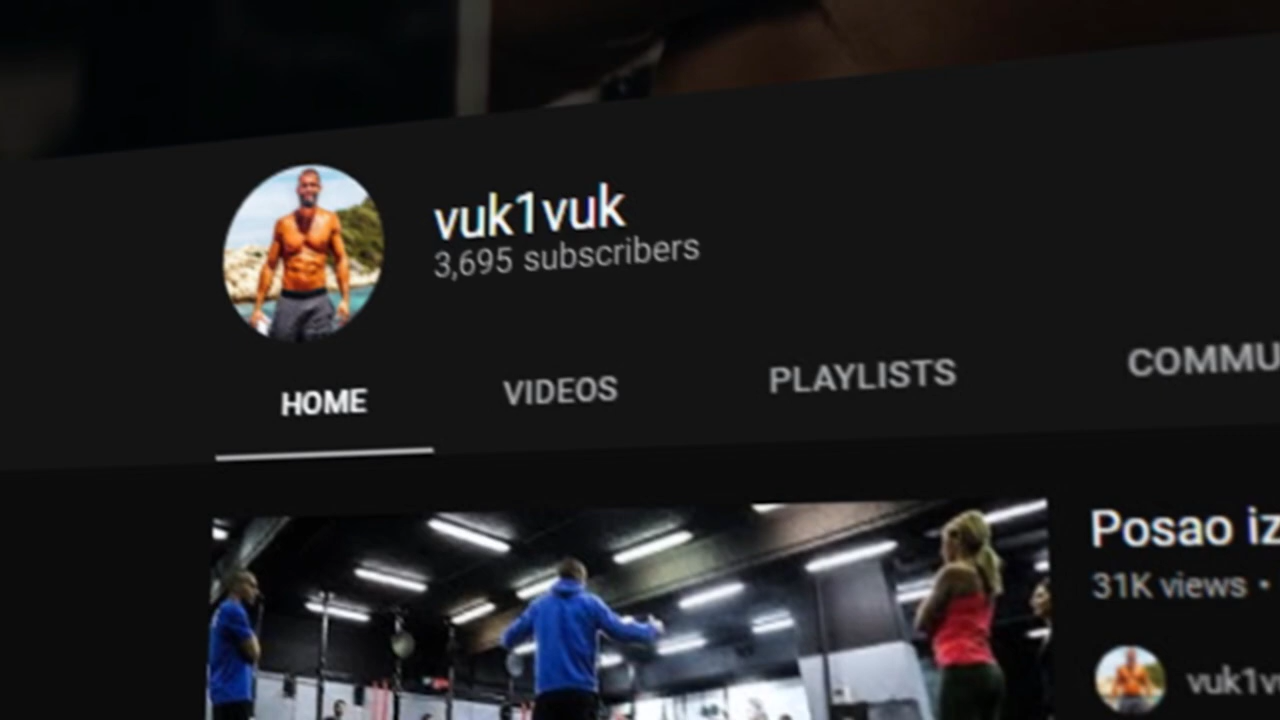 vuk1vuk
3,695 subscribers
HOME VIDEOS PLAYLISTS COMMU
Posao iz
31K views •
vuk1v